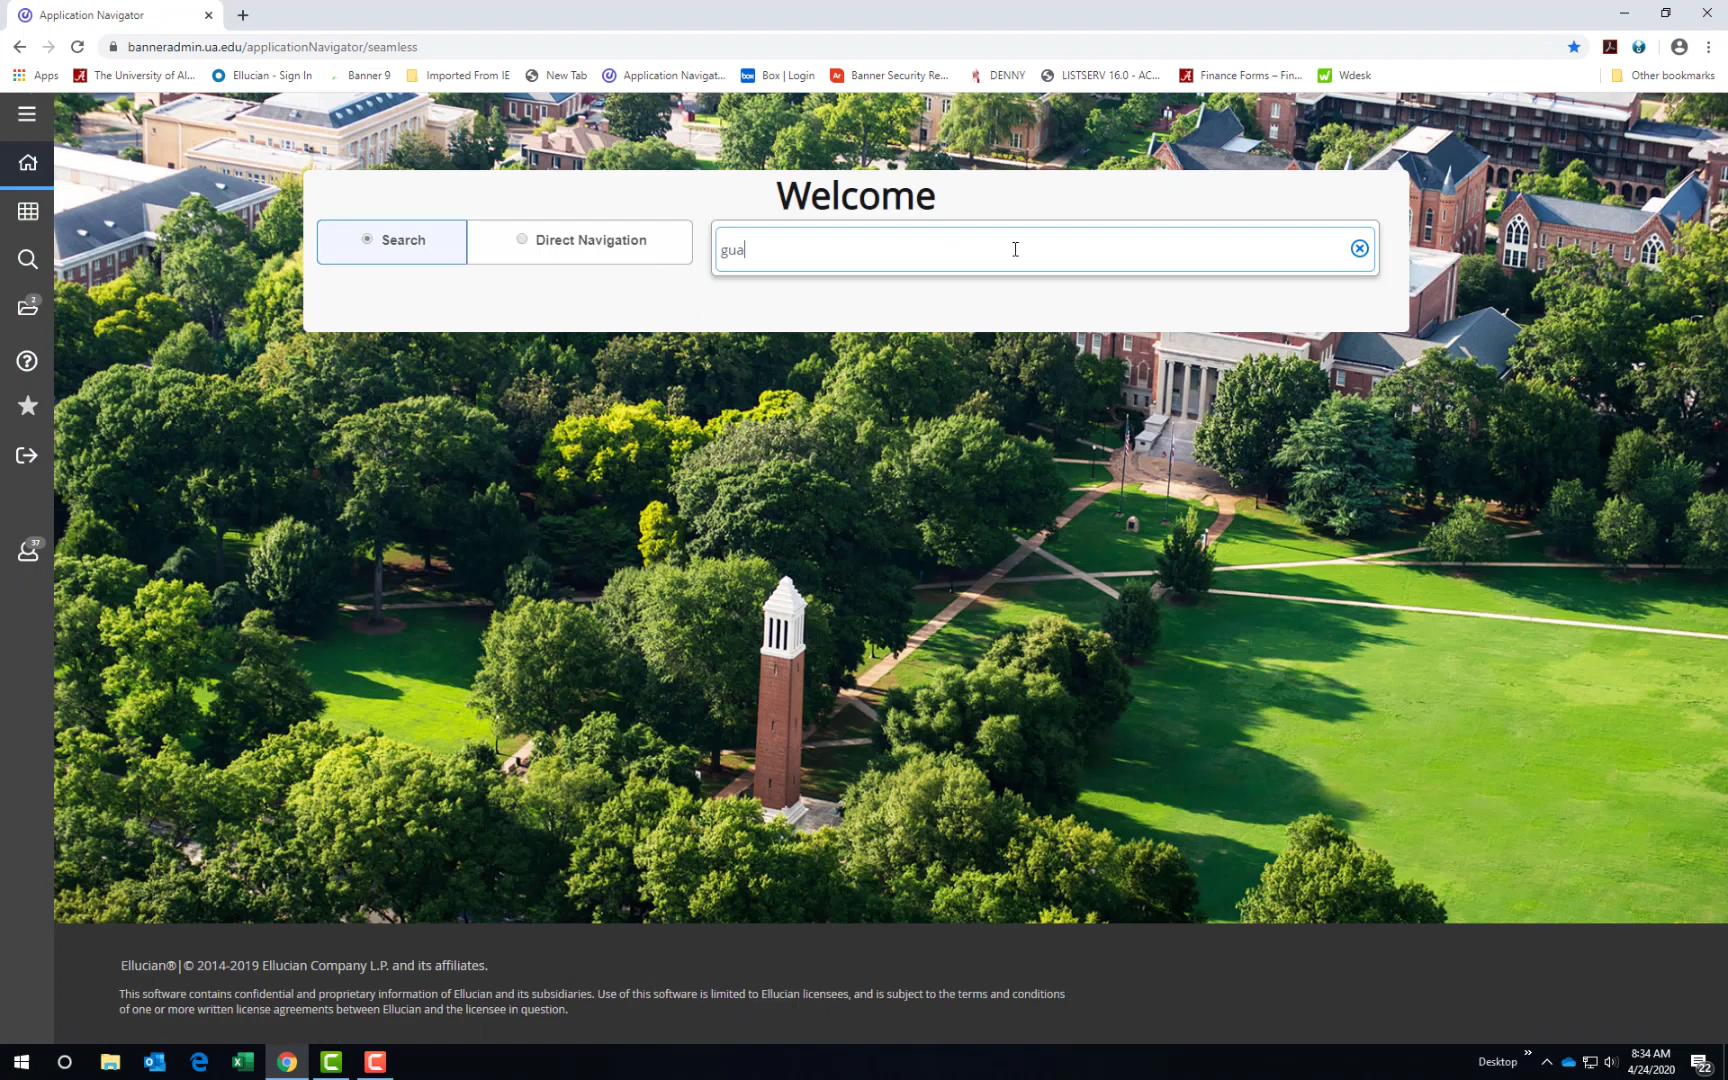 Application Navigator
banneradmin.ua.edu/applicationNavigator/seamless
Apps The University of Al... Ellucian - Sign In Banner 9 Imported From IE New Tab Application Navigat... box Box | Login Ar Banner Security Re... DENNY LISTSERV 16.0 - AC... Finance Forms – Fin... Wdesk Other bookmarks
Welcome
Search Direct Navigation gua
2
37
Ellucian®|© 2014-2019 Ellucian Company L.P. and its affiliates.
This software contains confidential and proprietary information of Ellucian and its subsidiaries. Use of this software is limited to Ellucian licensees, and is subject to the terms and conditions
of one or more written license agreements between Ellucian and the licensee in question.
Desktop 8:34 AM
4/24/2020
22